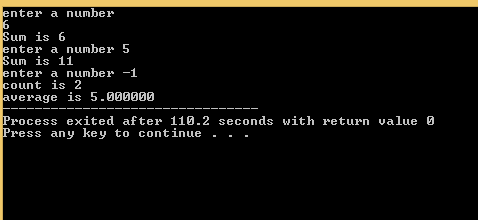 enter a number
6
Sum is 6
enter a number 5
Sum is 11
enter a number -1
count is 2
average is 5.000000
--------------------------------
Process exited after 110.2 seconds with return value 0
Press any key to continue . . .